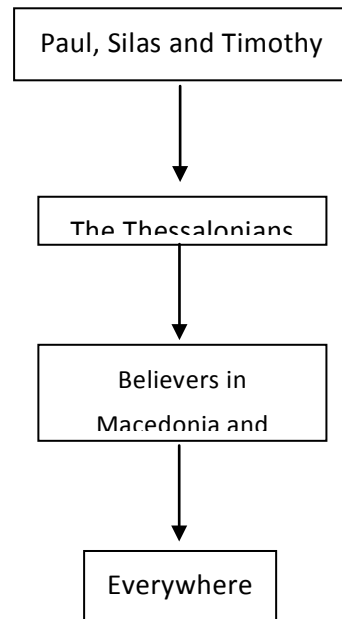 Paul, Silas and Timothy
The Thessalonians
Believers in
Macedonia and
Everywhere